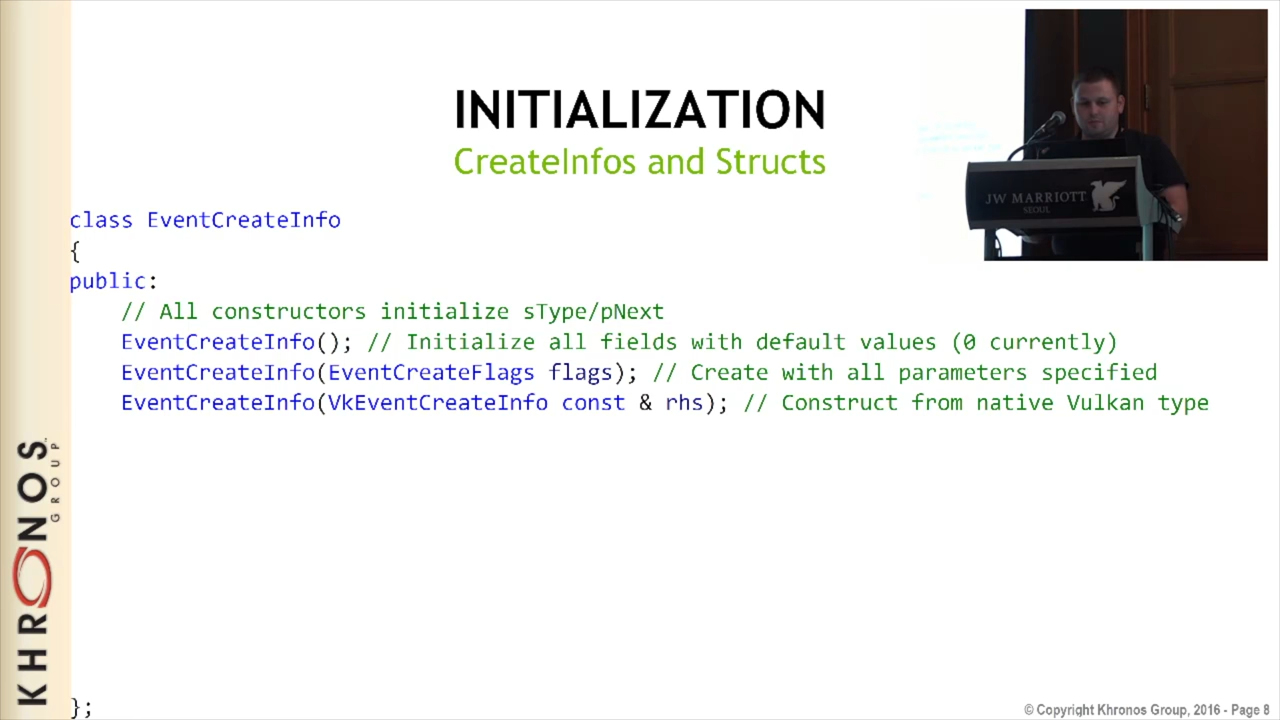 INITIALIZATION
CreateInfos and Structs
JW MARRIOTT
SEOUL
class EventCreateInfo
{
public:
// All constructors initialize sType/pNext
EventCreateInfo(); // Initialize all fields with default values (0 currently)
EventCreateInfo(EventCreateFlags flags); // Create with all parameters specified
EventCreateInfo(VkEventCreateInfo const & rhs); // Construct from native Vulkan type
};
KHRONOS
GROUP
© Copyright Khronos Group, 2016 - Page 8